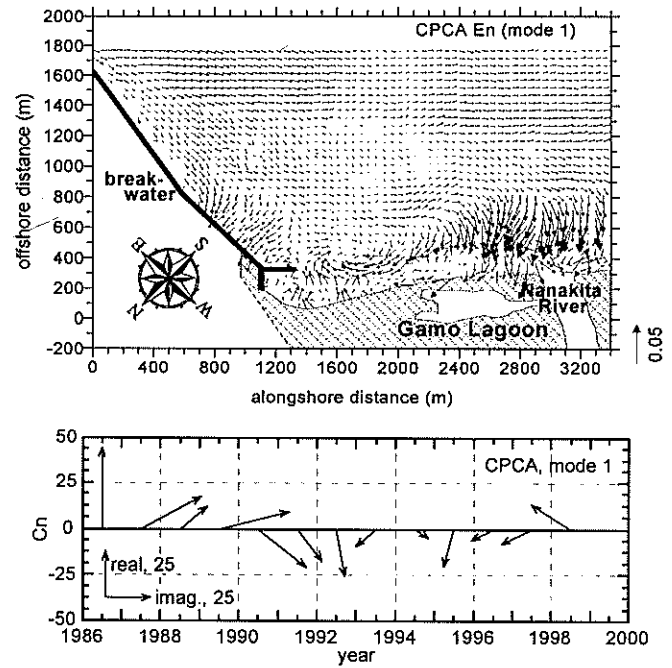 CPCA En (mode 1)
2000
1800
1600
1400
1200
1000
800
600
400
200
0
-200
offshore distance (m)
break-
water
E
S
N
W
Nanakita
River
Gamo Lagoon
0.05
0
400
800
1200
1600
2000
2400
2800
3200
alongshore distance (m)
50
25
0
-25
-50
Cn
CPCA, mode 1
real, 25
imag., 25
1986
1988
1990
1992
1994
1996
1998
2000
year